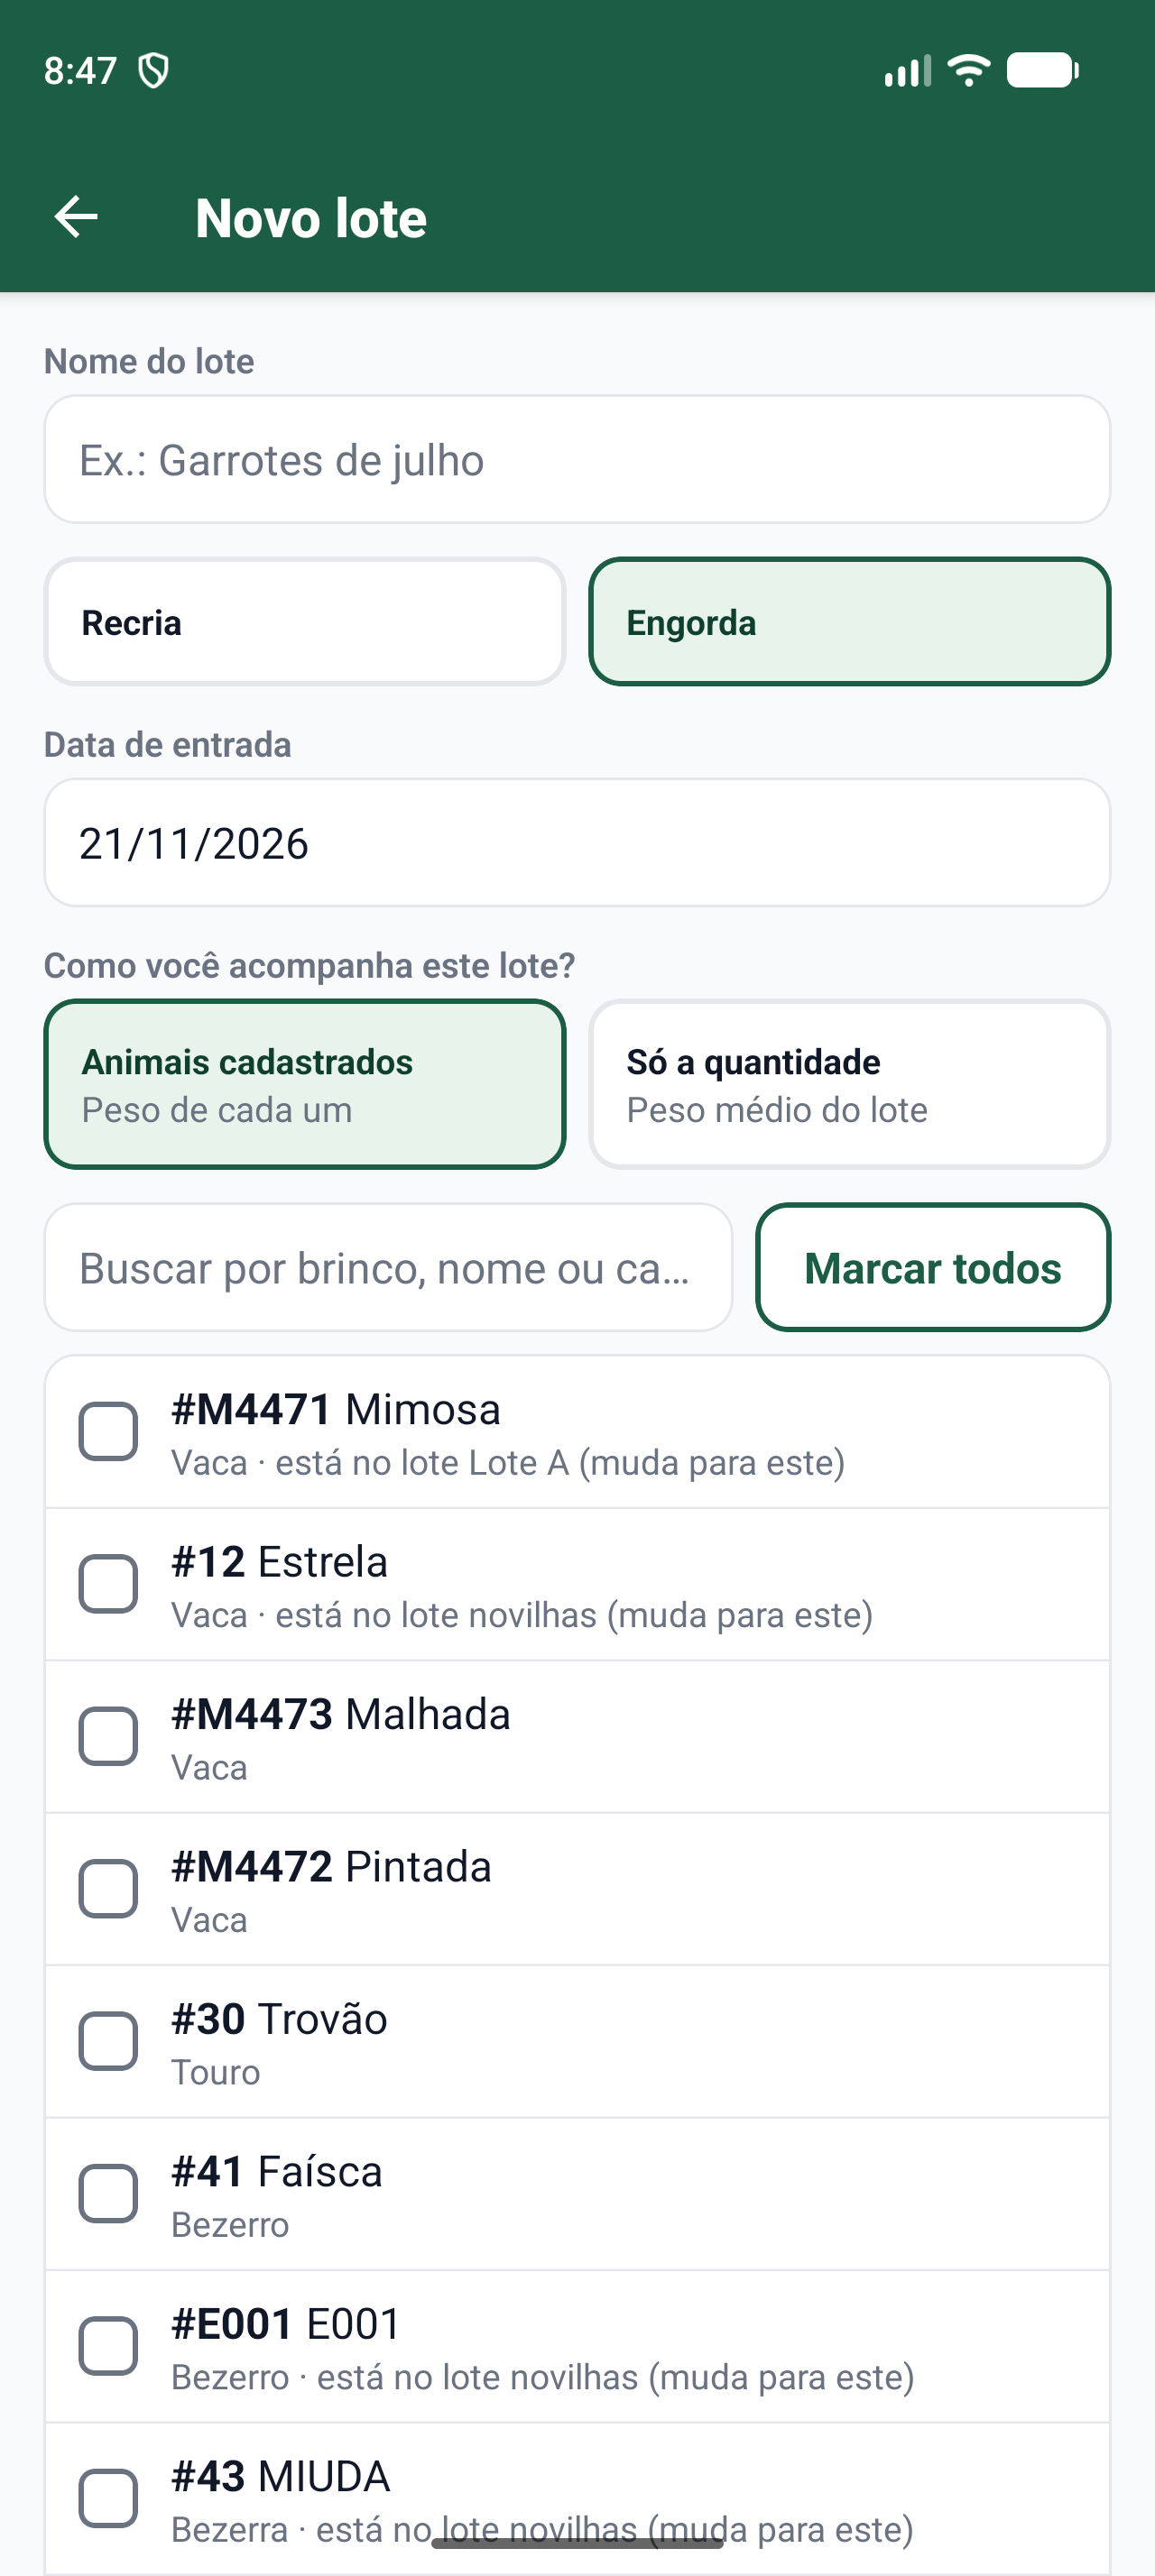 8:47
Novo lote
Nome do lote
Ex.: Garrotes de julho
Recria
Engorda
Data de entrada
21/11/2026
Como você acompanha este lote?
Animais cadastrados
Peso de cada um
Só a quantidade
Peso médio do lote
Buscar por brinco, nome ou ca...
Marcar todos
#M4471 Mimosa
Vaca · está no lote Lote A (muda para este)
#12 Estrela
Vaca · está no lote novilhas (muda para este)
#M4473 Malhada
Vaca
#M4472 Pintada
Vaca
#30 Trovão
Touro
#41 Faísca
Bezerro
#E001 E001
Bezerro · está no lote novilhas (muda para este)
#43 MIUDA
Bezerra · está no lote novilhas (muda para este)